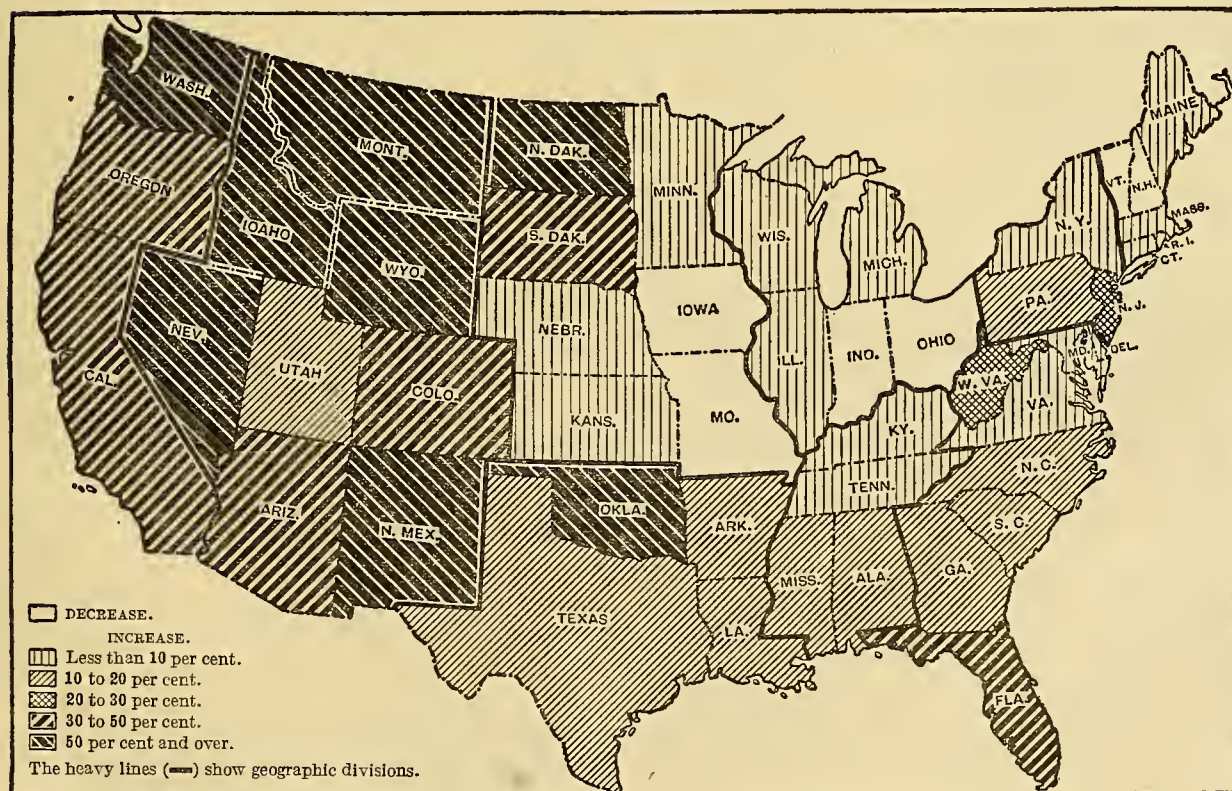 WASH.
MONT.
N. DAK.
MINN.
MAINE
OREGON
IOAHO
WYO.
S. DAK.
WIS.
MICH.
VT.
N.H.
MASS.
N. Y.
R. I.
CT.
NEV.
UTAH
COLO.
NEBR.
IOWA
ILL.
INO.
OHIO
PA.
N. J.
CAL.
KANS.
MO.
KY.
W. VA.
MD.
DEL.
VA.
ARIZ.
N. MEX.
OKLA.
ARK.
TENN.
N. C.
S. C.
TEXAS
LA.
MISS.
ALA.
GA.
FLA.
DECREASE.
INCREASE.
Less than 10 per cent.
10 to 20 per cent.
20 to 30 per cent.
30 to 50 per cent.
50 per cent and over.
The heavy lines (▬) show geographic divisions.